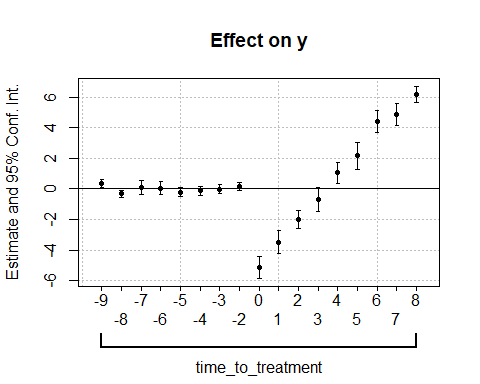 Effect on y
Estimate and 95% Conf. Int.
6
4
2
0
-2
-4
-6
-9 -7 -5 -3 0 2 4 6 8
-8 -6 -4 -2 1 3 5 7
time_to_treatment